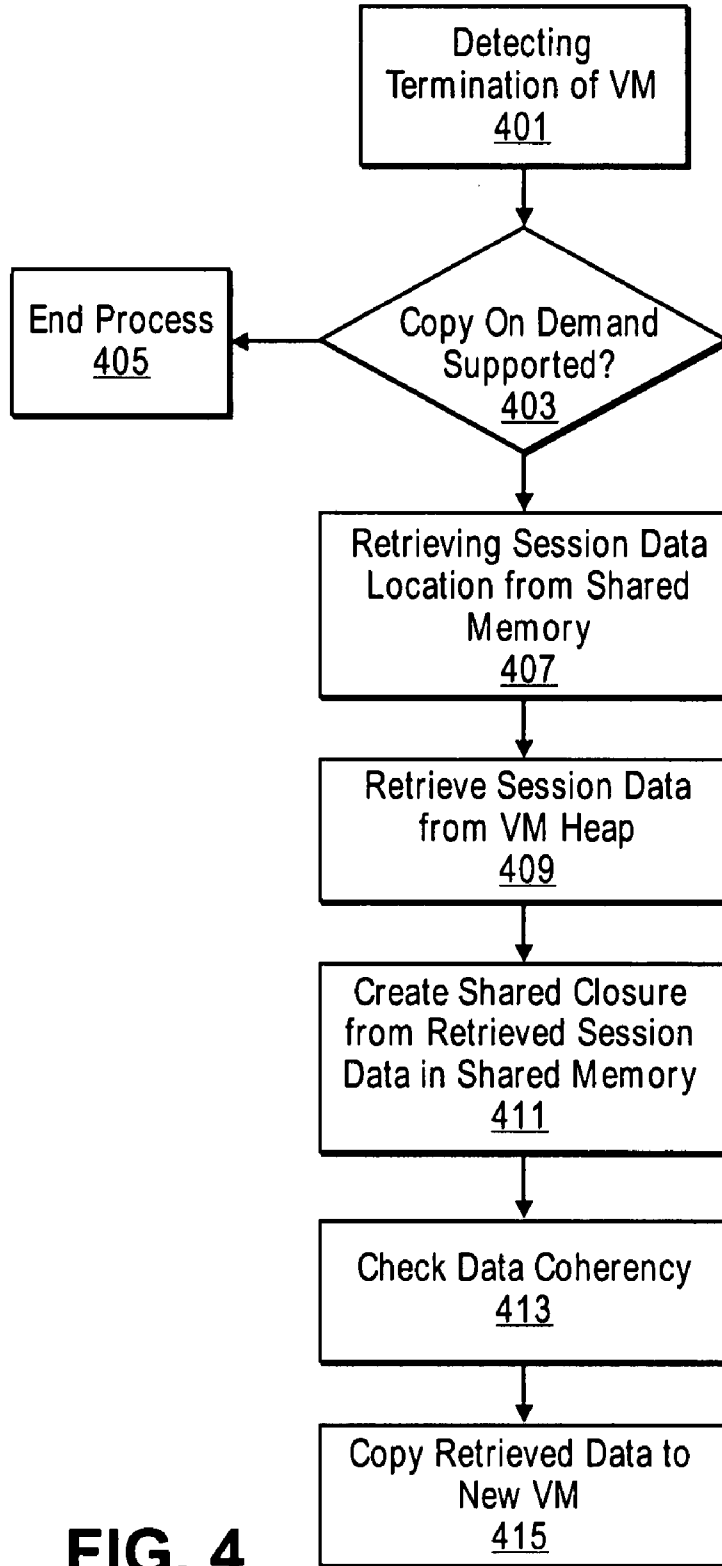 Detecting
Termination of VM
401
End Process
405
Copy On Demand
Supported?
403
Retrieving Session Data
Location from Shared
Memory
407
Retrieve Session Data
from VM Heap
409
Create Shared Closure
from Retrieved Session
Data in Shared Memory
411
Check Data Coherency
413
Copy Retrieved Data to
New VM
415
FIG. 4